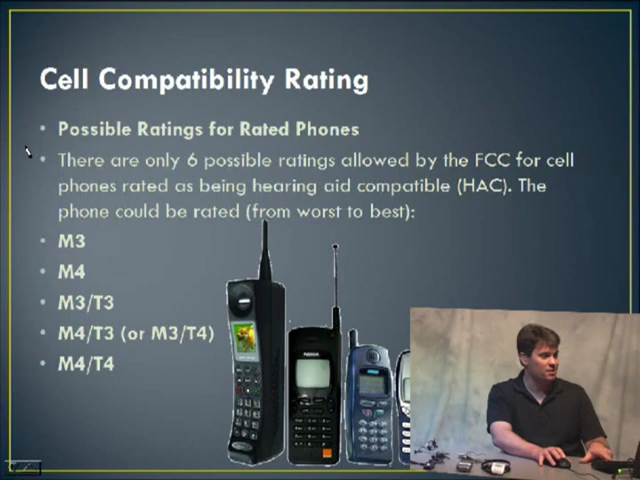 Cell Compatibility Rating
Possible Ratings for Rated Phones
There are only 6 possible ratings allowed by the FCC for cell
phones rated as being hearing aid compatible (HAC). The
phone could be rated (from worst to best):
M3
M4
M3/T3
M4/T3 (or M3/T4)
M4/T4
NOKIA